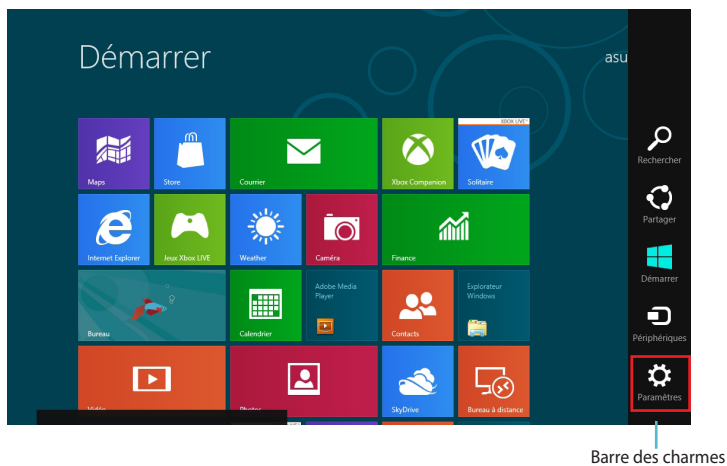 Démarrer
asu
XBOX LIVE
Maps
Store
Courrier
Xbox Companion
Solitaire
Internet Explorer
Jeux Xbox LIVE
Weather
Caméra
Finance
Bureau
Calendrier
Adobe Media
Player
Contacts
Explorateur
Windows
Vidéo
Photos
SkyDrive
Bureau à distance
Rechercher
Partager
Démarrer
Périphériques
Paramètres
Barre des charmes